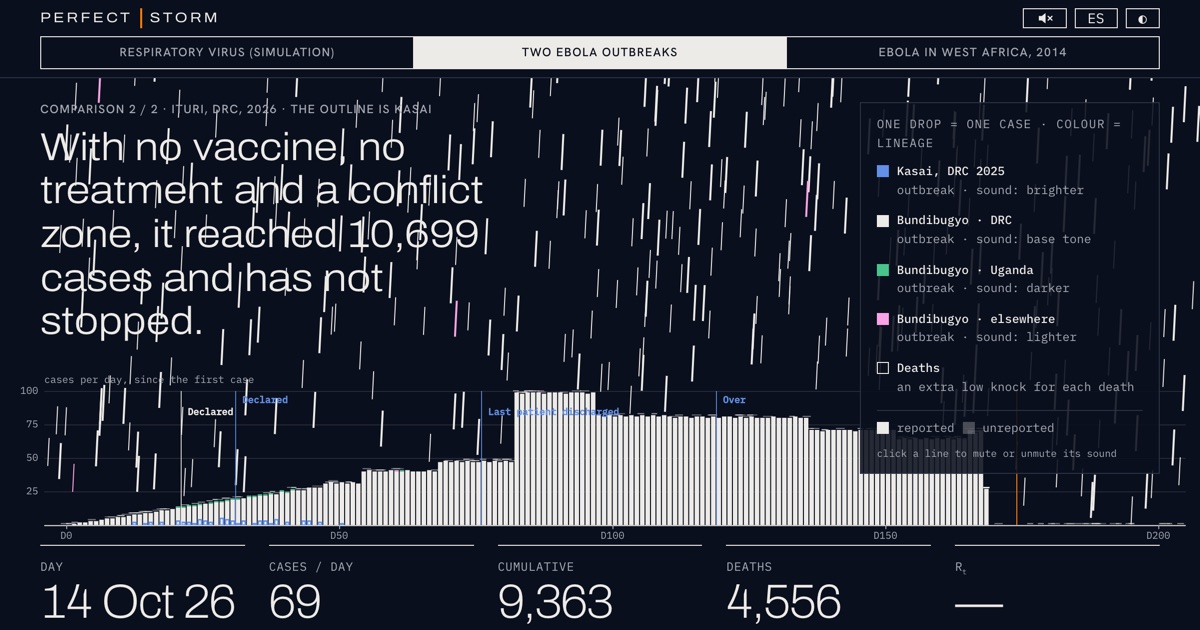 PERFECT | STORM
ES
RESPIRATORY VIRUS (SIMULATION)
TWO EBOLA OUTBREAKS
EBOLA IN WEST AFRICA, 2014
COMPARISON 2 / 2 · ITURI, DRC, 2026 · THE OUTLINE IS KASAI
With no vaccine, no
treatment and a conflict
zone, it reached 10,699
cases and has not
stopped.
ONE DROP = ONE CASE · COLOUR =
LINEAGE
Kasai, DRC 2025
outbreak · sound: brighter
Bundibugyo · DRC
outbreak · sound: base tone
Bundibugyo · Uganda
outbreak · sound: darker
Bundibugyo · elsewhere
outbreak · sound: lighter
Deaths
an extra low knock for each death
reported unreported
click a line to mute or unmute its sound
cases per day, since the first case
100
75
50
25
Declared
Declared
Last patient discharged
Over
D0
D50
D100
D150
D200
DAY
14 Oct 26
CASES / DAY
69
CUMULATIVE
9,363
DEATHS
4,556
Rt
—